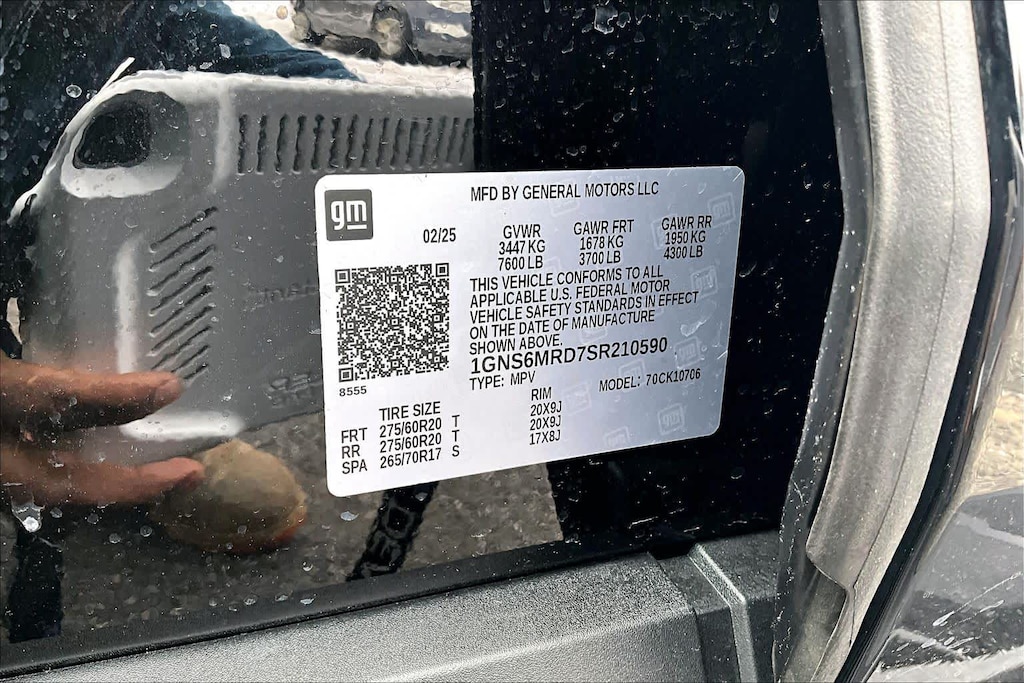 gm
MFD BY GENERAL MOTORS LLC
02/25 GVWR GAWR FRT GAWR RR
3447 KG 1678 KG 1950 KG
7600 LB 3700 LB 4300 LB
THIS VEHICLE CONFORMS TO ALL
APPLICABLE U.S. FEDERAL MOTOR
VEHICLE SAFETY STANDARDS IN EFFECT
ON THE DATE OF MANUFACTURE
SHOWN ABOVE.
1GNS6MRD7SR210590
TYPE: MPV MODEL: 70CK10706
8555
TIRE SIZE RIM
FRT 275/60R20 T 20X9J
RR 275/60R20 T 20X9J
SPA 265/70R17 S 17X8J